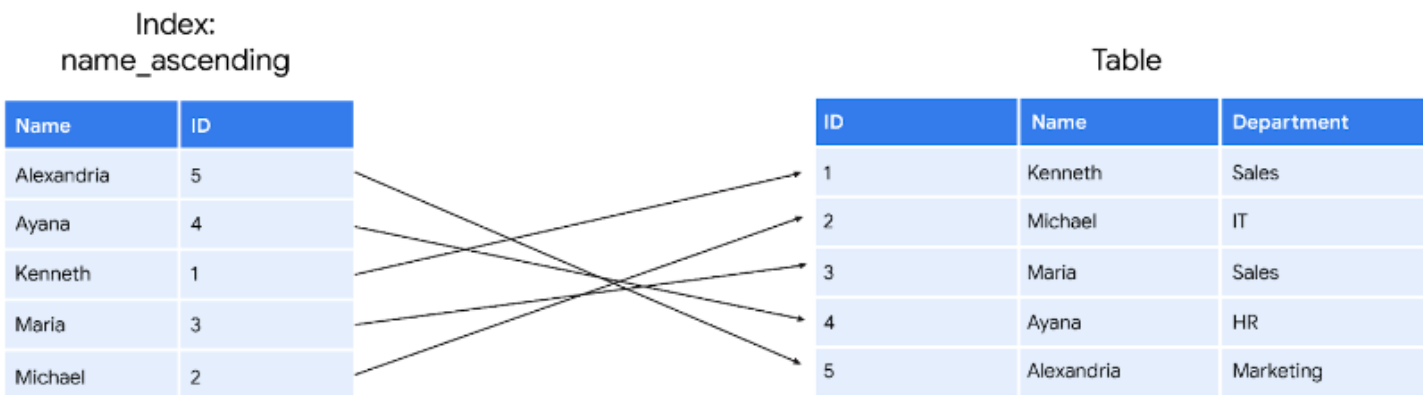 Index:
name_ascending
Name ID
Alexandria 5
Ayana 4
Kenneth 1
Maria 3
Michael 2
Table
ID Name Department
1 Kenneth Sales
2 Michael IT
3 Maria Sales
4 Ayana HR
5 Alexandria Marketing